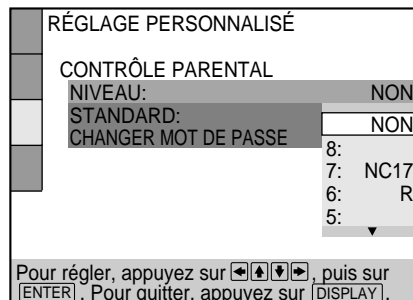 RÉGLAGE PERSONNALISÉ
CONTRÔLE PARENTAL
NIVEAU: NON
STANDARD: NON
CHANGER MOT DE PASSE
8:
7: NC17
6: R
5:
Pour régler, appuyez sur , puis sur
ENTER . Pour quitter, appuyez sur DISPLAY .